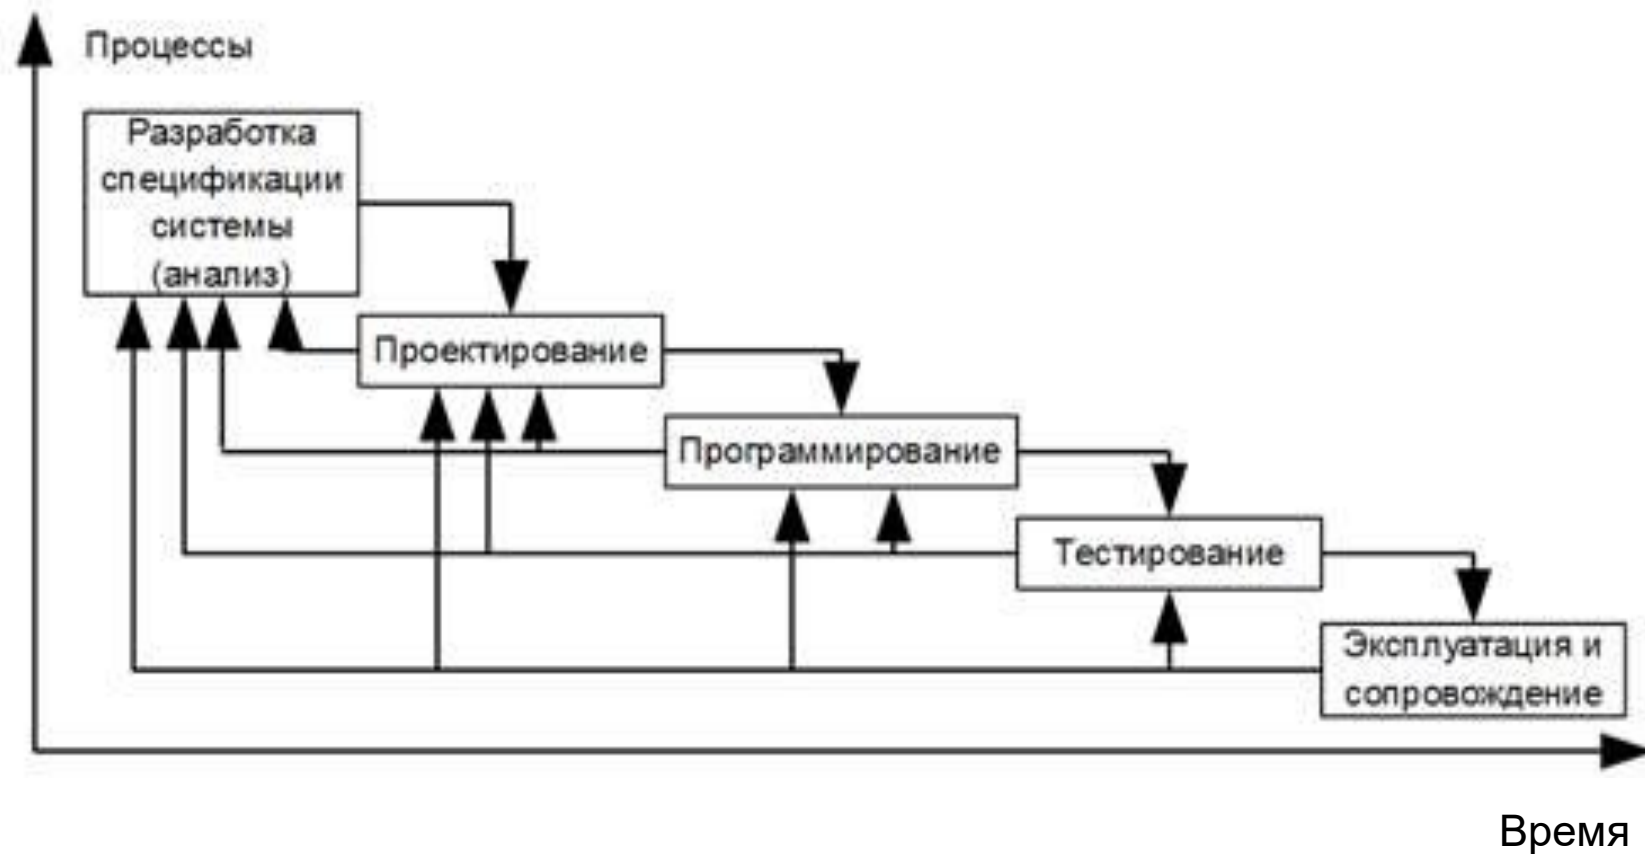 Процессы
Разработка
спецификации
системы
(анализ)
Проектирование
Программирование
Тестирование
Эксплуатация и
сопровождение
Время